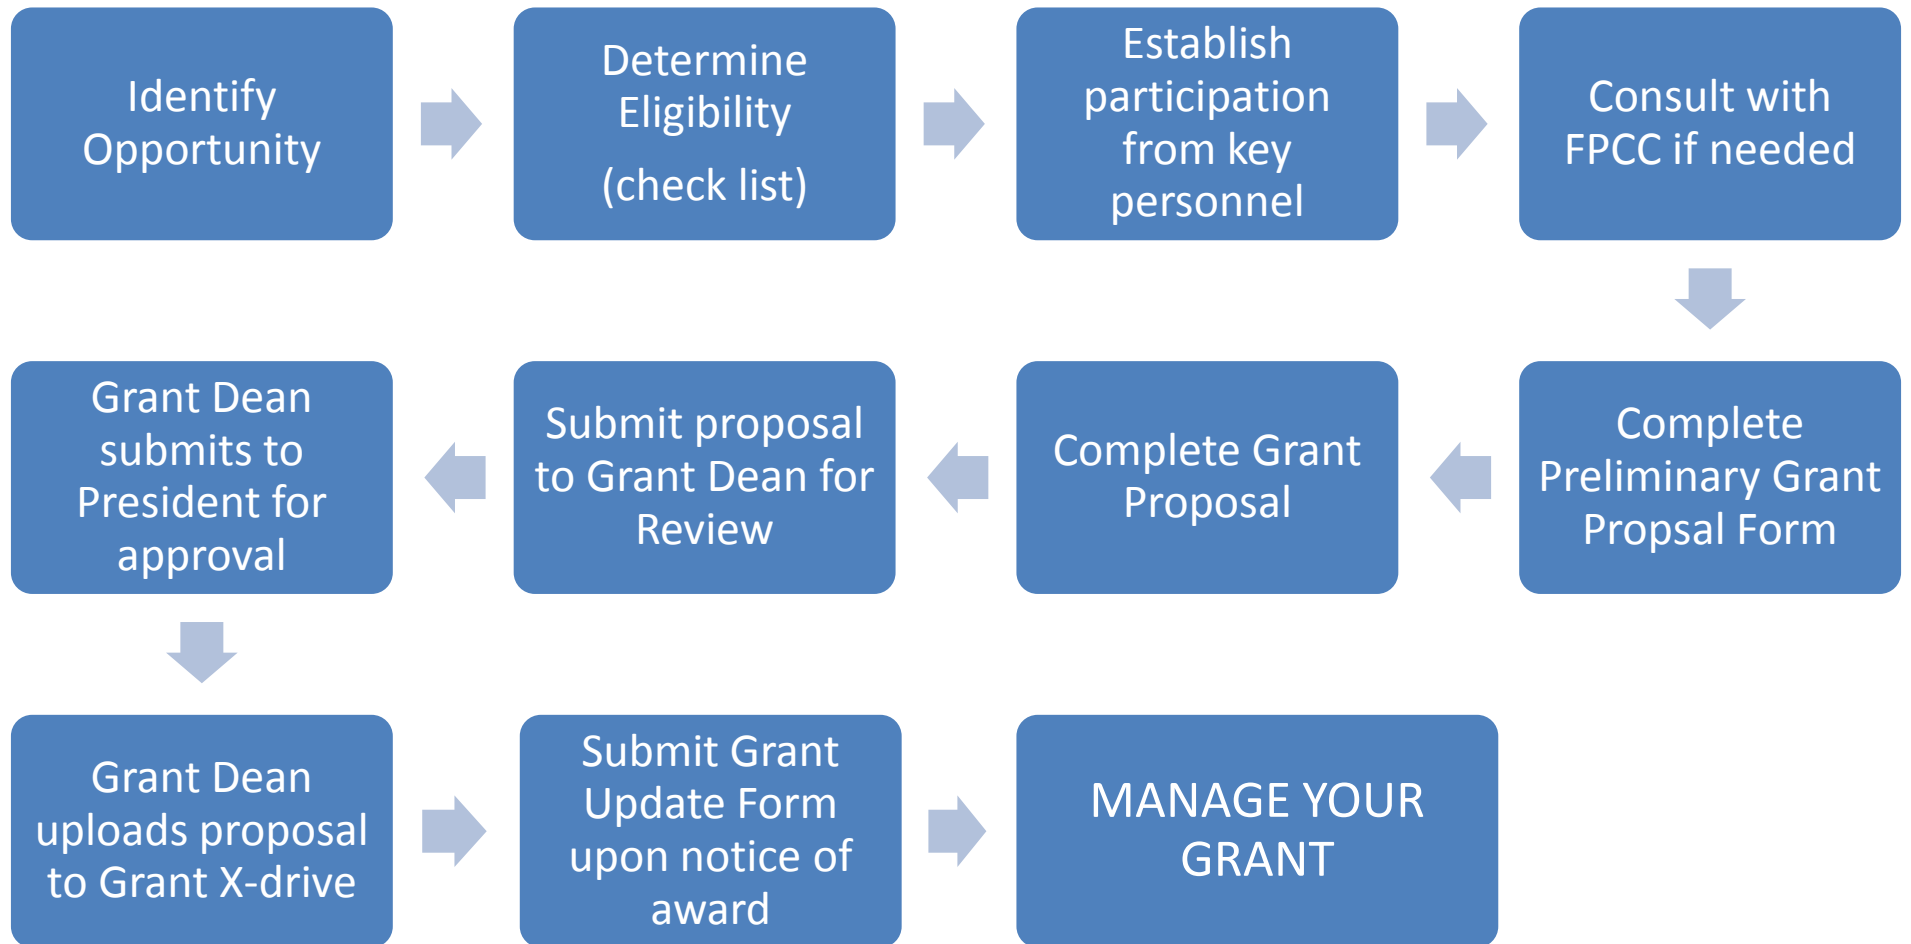 Identify
Opportunity
Determine
Eligibility
(check list)
Establish
participation
from key
personnel
Consult with
FPCC if needed
Grant Dean
submits to
President for
approval
Submit proposal
to Grant Dean for
Review
Complete Grant
Proposal
Complete
Preliminary Grant
Propsal Form
Grant Dean
uploads proposal
to Grant X-drive
Submit Grant
Update Form
upon notice of
award
MANAGE YOUR
GRANT